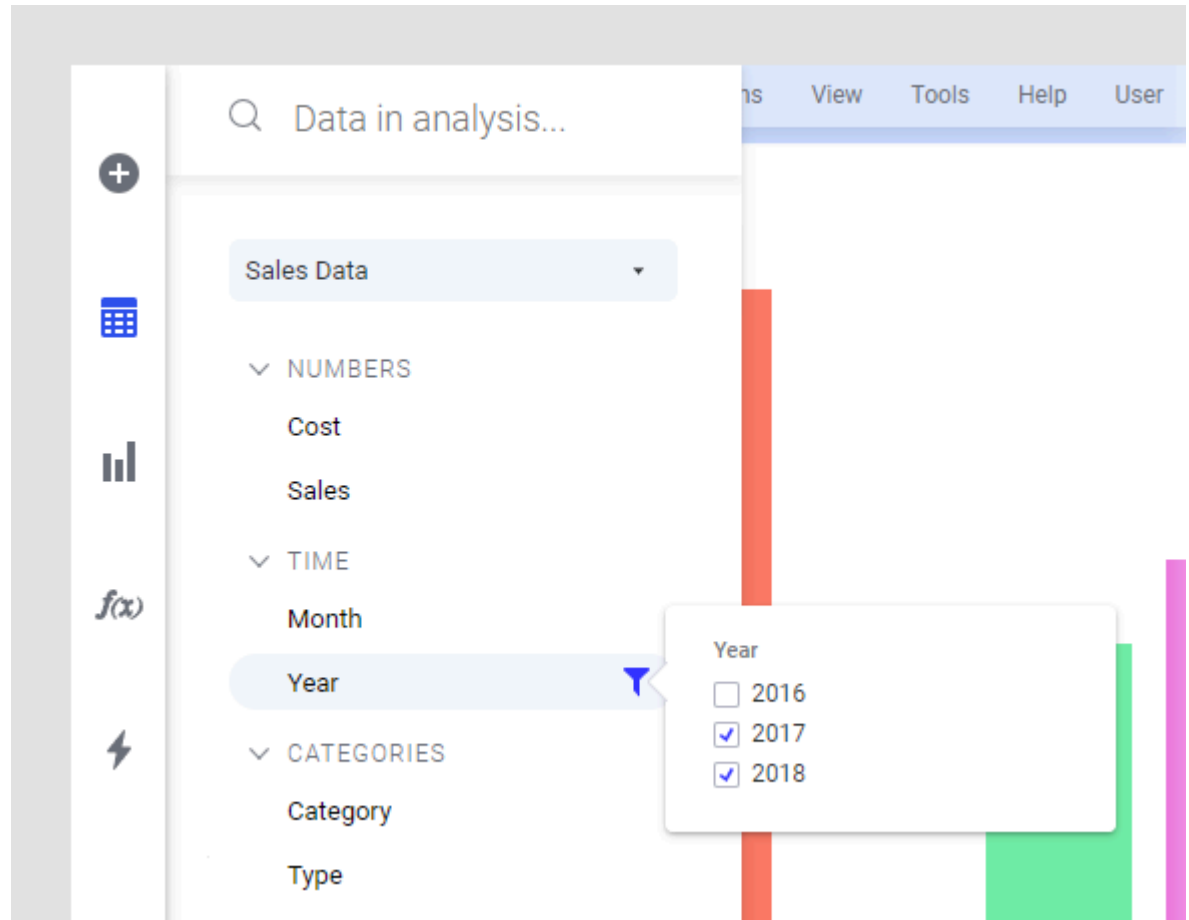 Data in analysis...
ns View Tools Help User
Sales Data
NUMBERS
Cost
Sales
TIME
f(x)
Month
Year
Year
2016
2017
2018
CATEGORIES
Category
Type